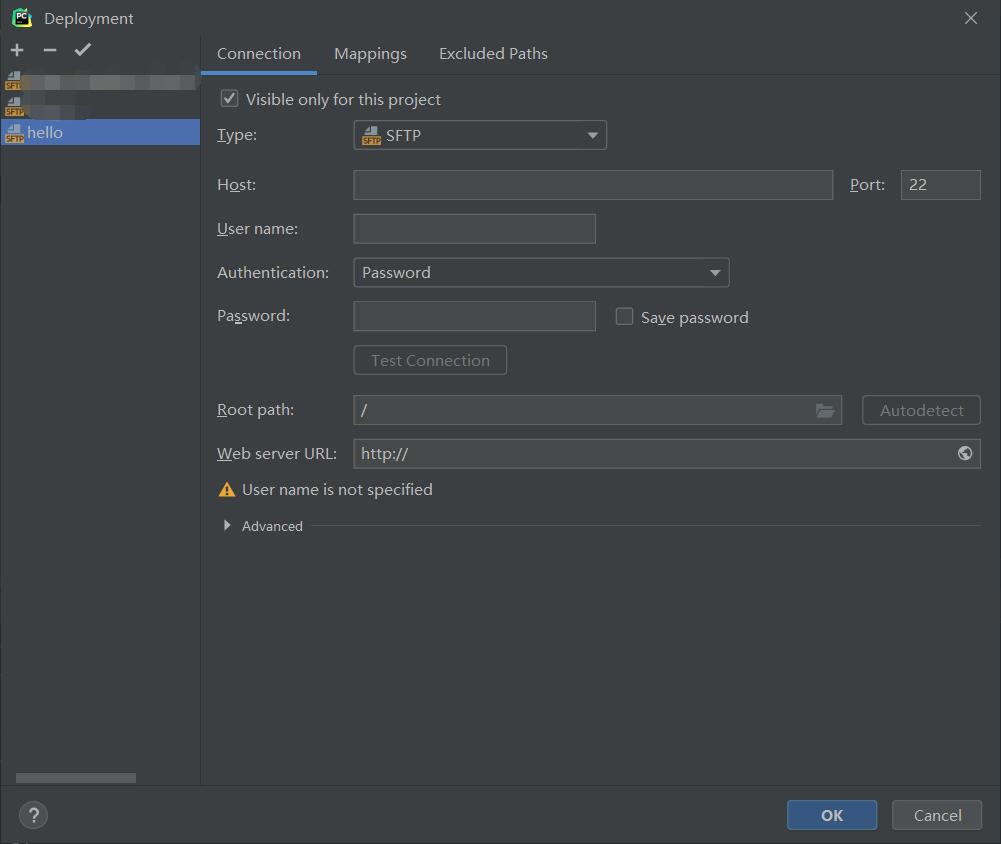 PC
Deployment
Connection Mappings Excluded Paths
SFTP
SFTP
SFTP hello
Visible only for this project
Type: SFTP SFTP
Host: Port: 22
User name:
Authentication: Password
Password: Save password
Test Connection
Root path: / Autodetect
Web server URL: http://
User name is not specified
Advanced
? OK Cancel